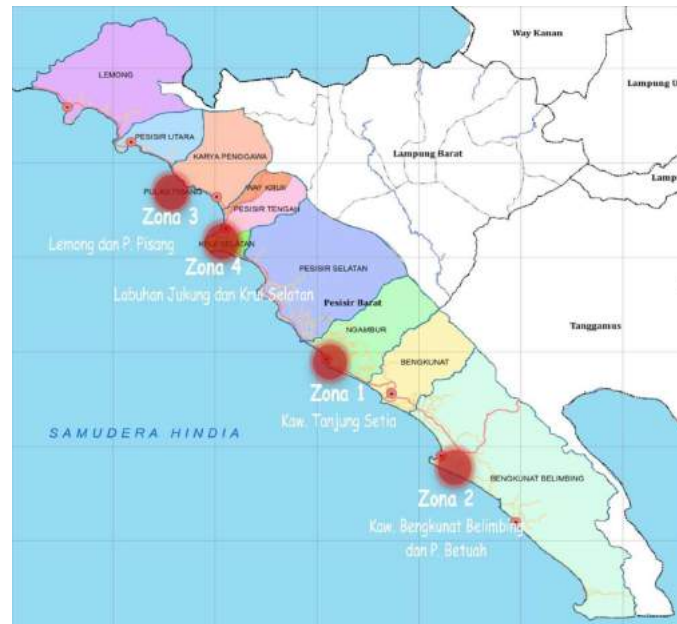 Way Kanan
LEMONG
Lampung U
PESISIR UTARA
KARYA PENGGAWA
Lampung Barat
Lamp
PULAU PISANG
WAY KRUI
PESISIR TENGAH
Zona 3
Lemong dan P. Pisang
KRUI SELATAN
Zona 4
Labuhan Jukung dan Krui Selatan
PESISIR SELATAN
Pesisir Barat
Tanggamus
NGAMBUR
BENGKUNAT
Zona 1
Kaw. Tanjung Setia
SAMUDERA HINDIA
BENGKUNAT BELIMBING
Zona 2
Kaw. Bengkunat Belimbing
dan P. Betuah